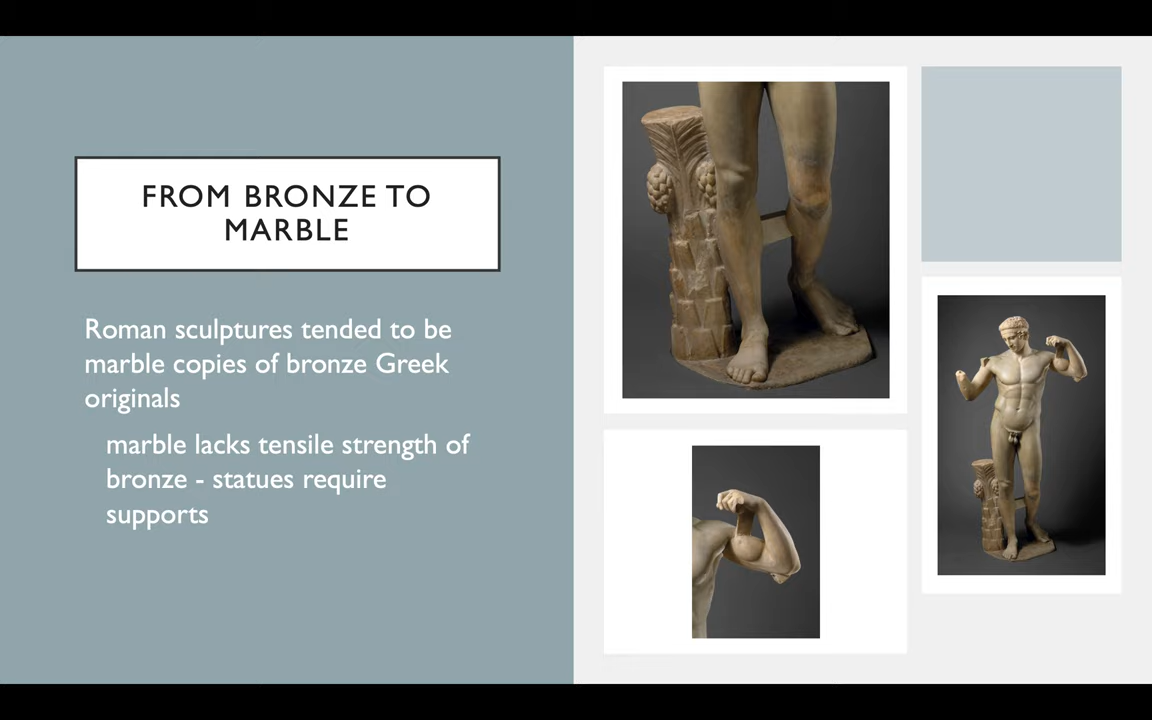 FROM BRONZE TO
MARBLE
Roman sculptures tended to be
marble copies of bronze Greek
originals
marble lacks tensile strength of
bronze - statues require
supports